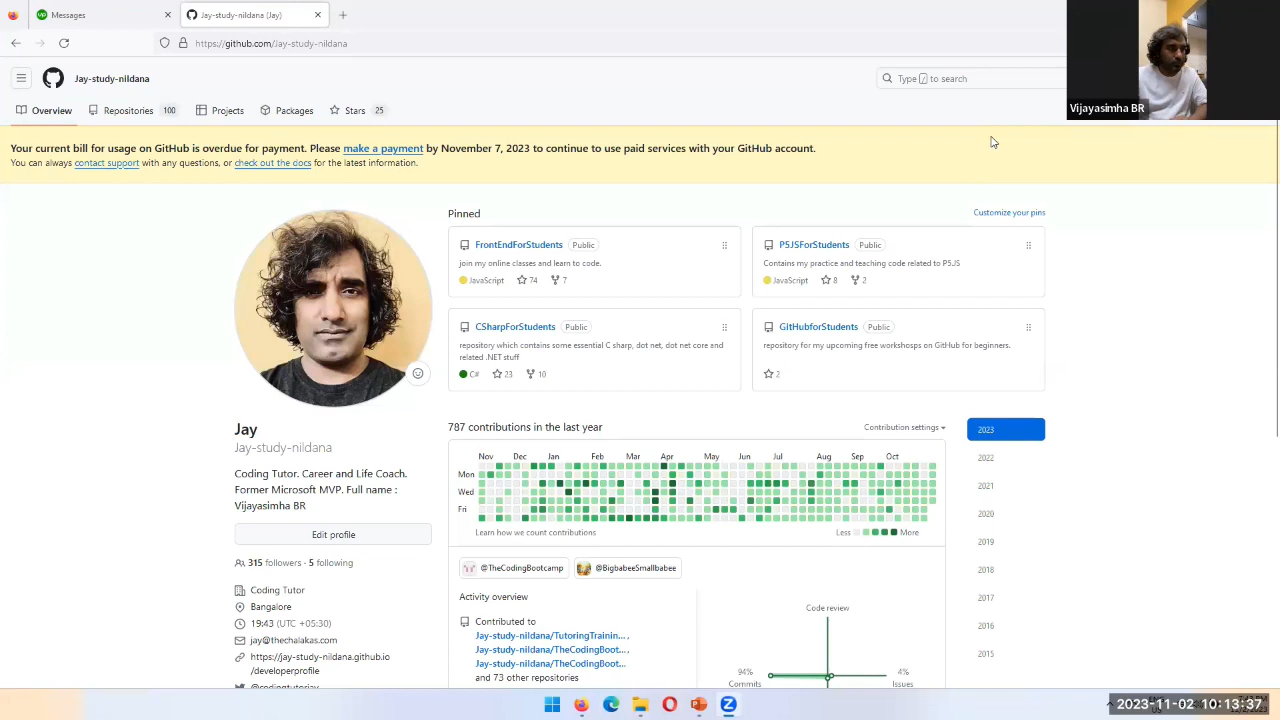 Messages
Jay-study-nildana (Jay)
https://github.com/Jay-study-nildana
Jay-study-nildana
Type / to search
Vijayasimha BR
Overview
Repositories 100
Projects
Packages
Stars 25
Your current bill for usage on GitHub is overdue for payment. Please make a payment by November 7, 2023 to continue to use paid services with your GitHub account.
You can always contact support with any questions, or check out the docs for the latest information.
Pinned
Customize your pins
FrontEndForStudents Public
join my online classes and learn to code.
JavaScript 74 7
P5JSForStudents Public
Contains my practice and teaching code related to P5JS
JavaScript 8 2
CSharpForStudents Public
repository which contains some essential C sharp, dot net, dot net core and
related .NET stuff
C# 23 10
GitHubforStudents Public
repository for my upcoming free workshosps on GitHub for beginners.
2
Jay
Jay-study-nildana
Coding Tutor. Career and Life Coach.
Former Microsoft MVP. Full name :
Vijayasimha BR
Edit profile
315 followers · 5 following
Coding Tutor
Bangalore
19:43 (UTC +05:30)
jay@thechalakas.com
https://jay-study-nildana.github.io
/developerprofile
@codingtutorjay
787 contributions in the last year
Contribution settings
Nov Dec Jan Feb Mar Apr May Jun Jul Aug Sep Oct
Mon
Wed
Fri
Learn how we count contributions
Less More
@TheCodingBootcamp
@BigbabeeSmallbabee
Activity overview
Contributed to
Jay-study-nildana/TutoringTrainin... ,
Jay-study-nildana/TheCodingBoot... ,
Jay-study-nildana/TheCodingBoot...
and 73 other repositories
Code review
94%
Commits
4%
Issues
2023
2022
2021
2020
2019
2018
2017
2016
2015
2023-11-02 10:13:37